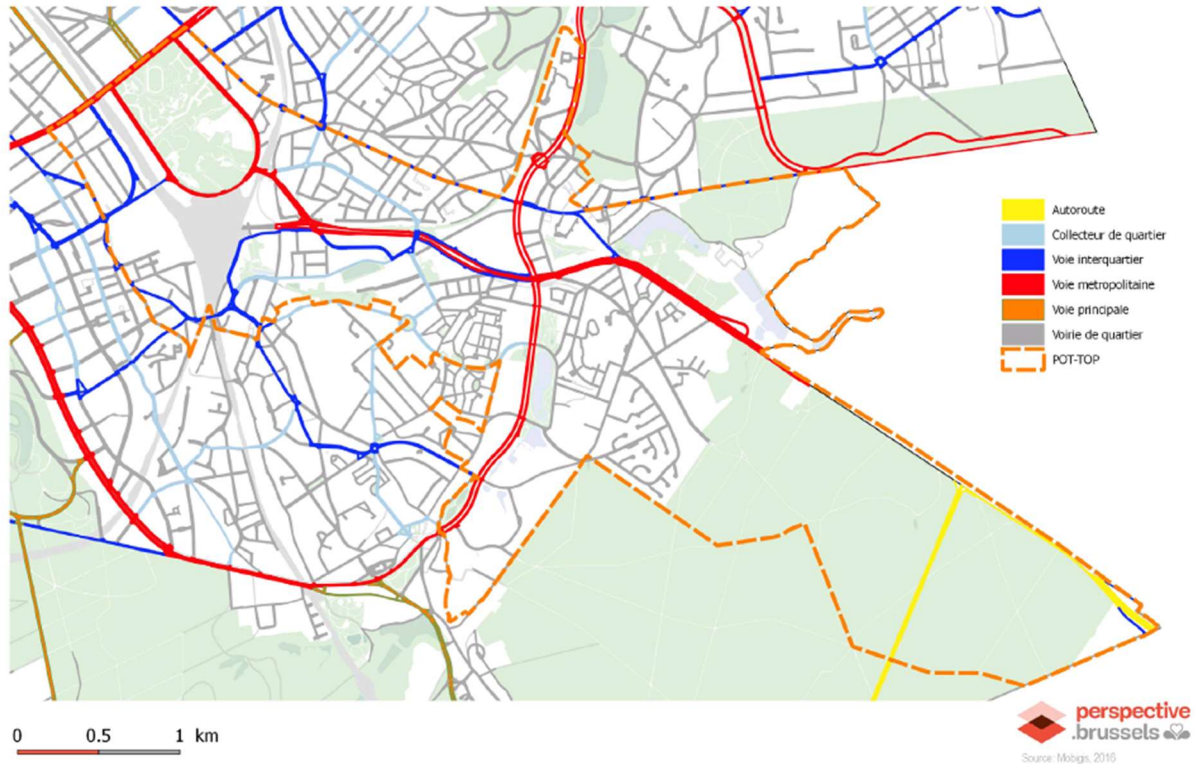 Autoroute
Collecteur de quartier
Voie interquartier
Voie metropolitaine
Voie principale
Voirie de quartier
POT-TOP
0 0.5 1 km
perspective
.brussels
Source: Mobigis, 2016